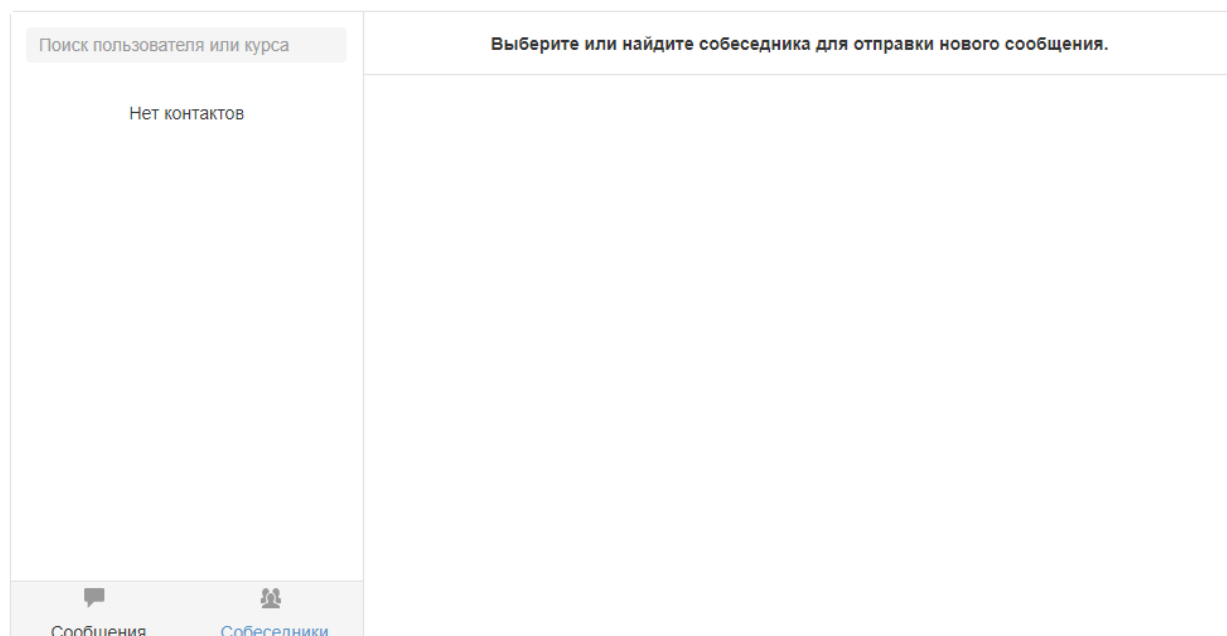 Поиск пользователя или курса
Выберите или найдите собеседника для отправки нового сообщения.
Нет контактов
Сообщения
Собеседники